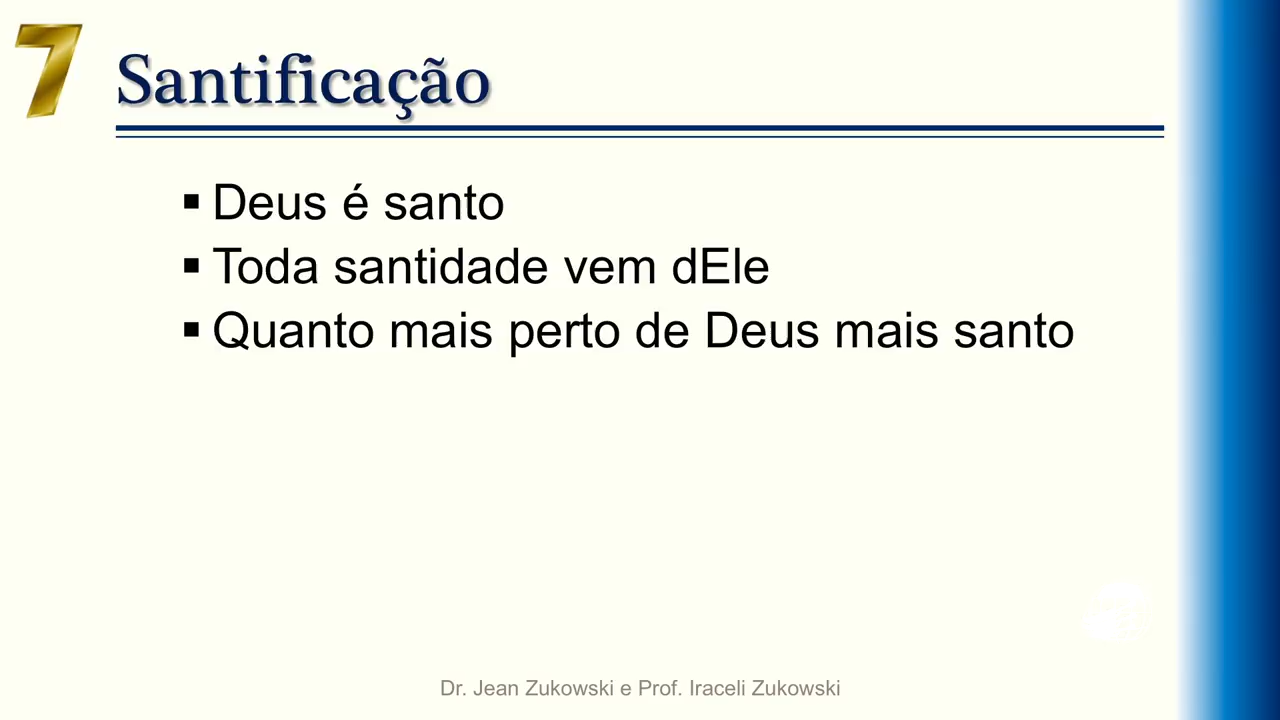 7
Santificação
▪ Deus é santo
▪ Toda santidade vem dEle
▪ Quanto mais perto de Deus mais santo
Dr. Jean Zukowski e Prof. Iraceli Zukowski